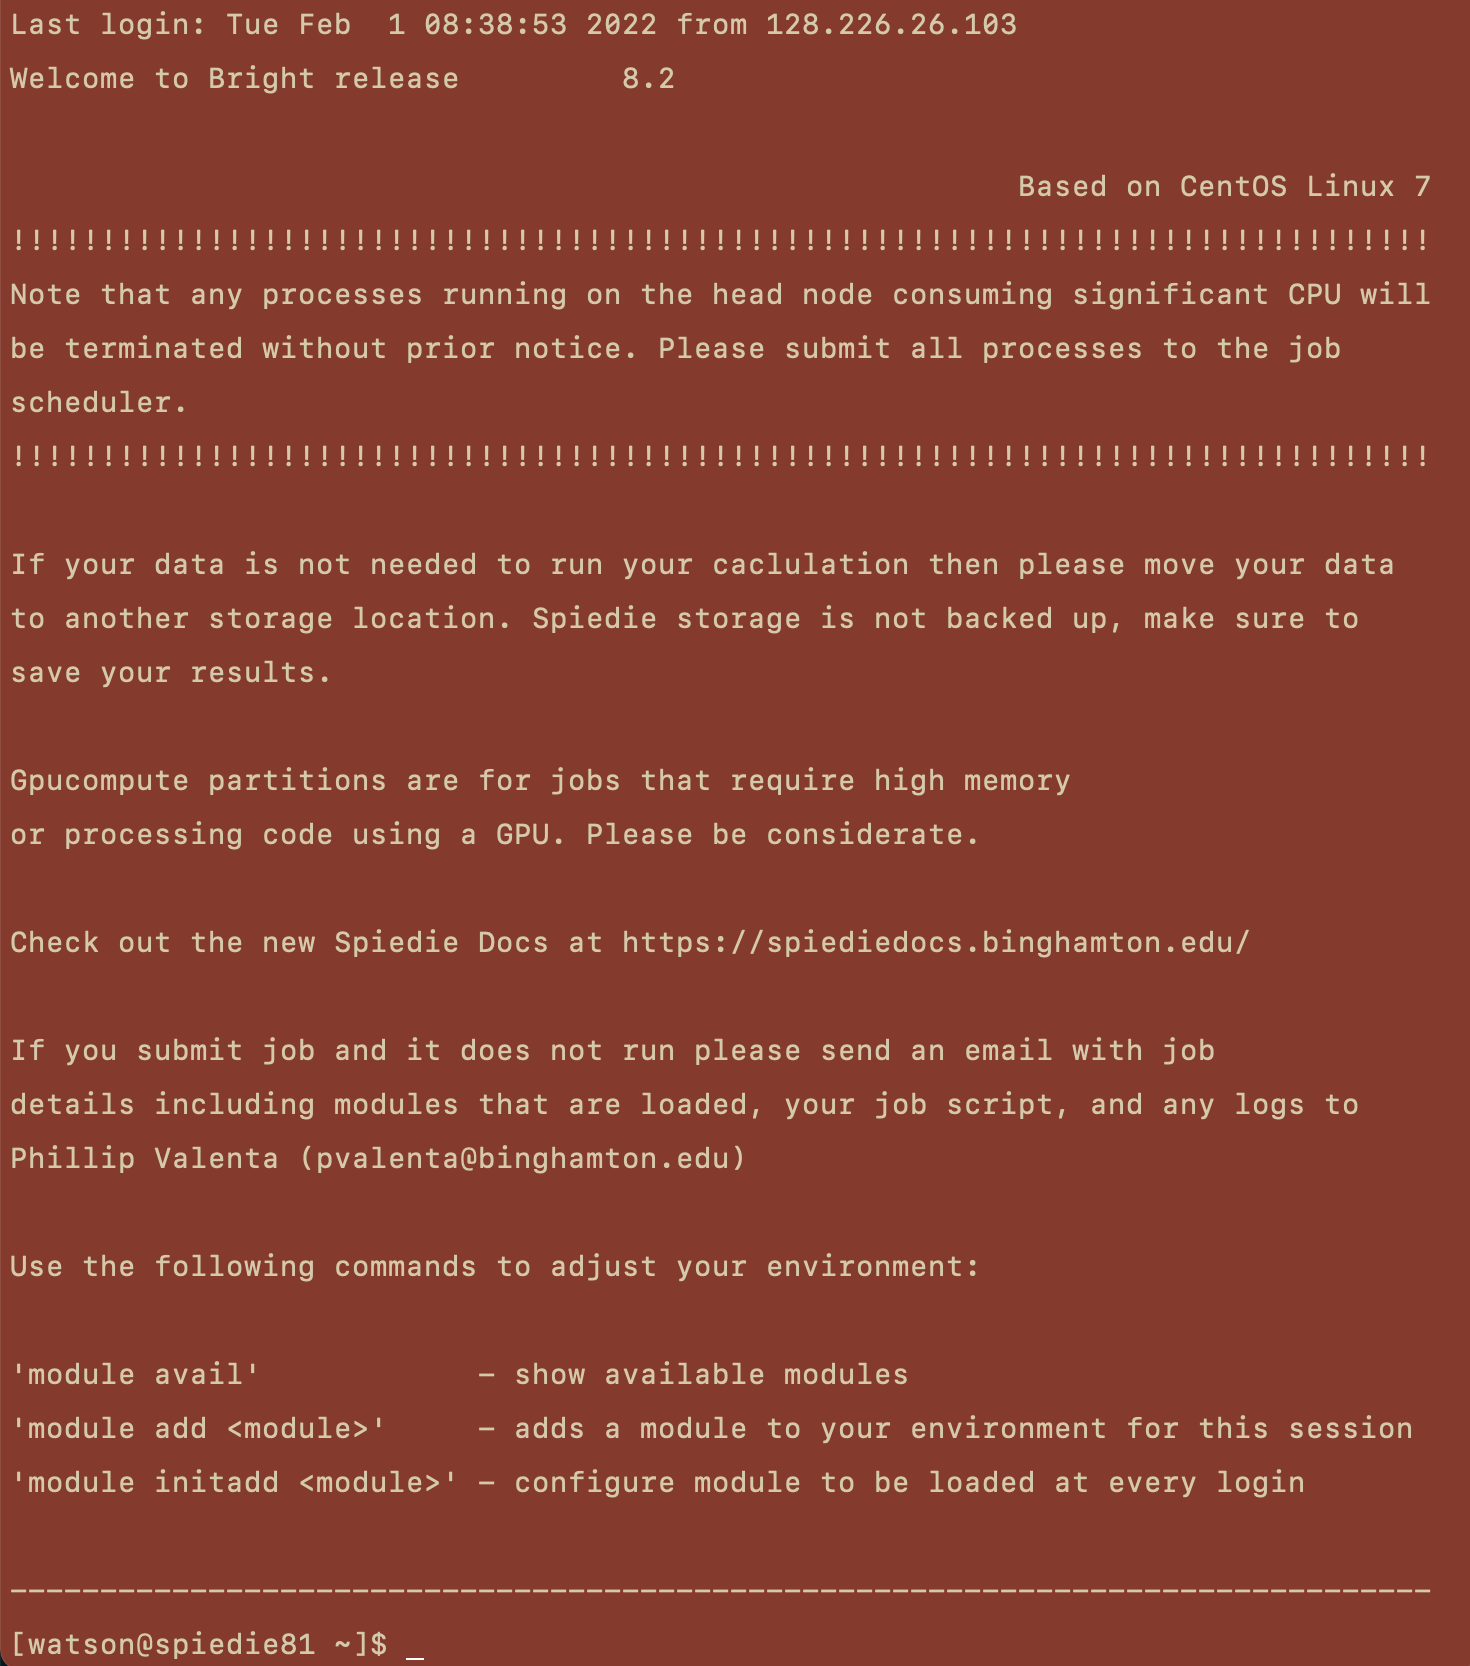 Last login: Tue Feb  1 08:38:53 2022 from 128.226.26.103
Welcome to Bright release         8.2
Based on CentOS Linux 7
!!!!!!!!!!!!!!!!!!!!!!!!!!!!!!!!!!!!!!!!!!!!!!!!!!!!!!!!!!!!!!!!!!!!!!!!!!!!!!!
Note that any processes running on the head node consuming significant CPU will
be terminated without prior notice. Please submit all processes to the job
scheduler.
!!!!!!!!!!!!!!!!!!!!!!!!!!!!!!!!!!!!!!!!!!!!!!!!!!!!!!!!!!!!!!!!!!!!!!!!!!!!!!!
If your data is not needed to run your caclulation then please move your data
to another storage location. Spiedie storage is not backed up, make sure to
save your results.
Gpucompute partitions are for jobs that require high memory
or processing code using a GPU. Please be considerate.
Check out the new Spiedie Docs at https://spiediedocs.binghamton.edu/
If you submit job and it does not run please send an email with job
details including modules that are loaded, your job script, and any logs to
Phillip Valenta (pvalenta@binghamton.edu)
Use the following commands to adjust your environment:
'module avail'            - show available modules
'module add <module>'     - adds a module to your environment for this session
'module initadd <module>' - configure module to be loaded at every login
-------------------------------------------------------------------------------
[watson@spiedie81 ~]$ _